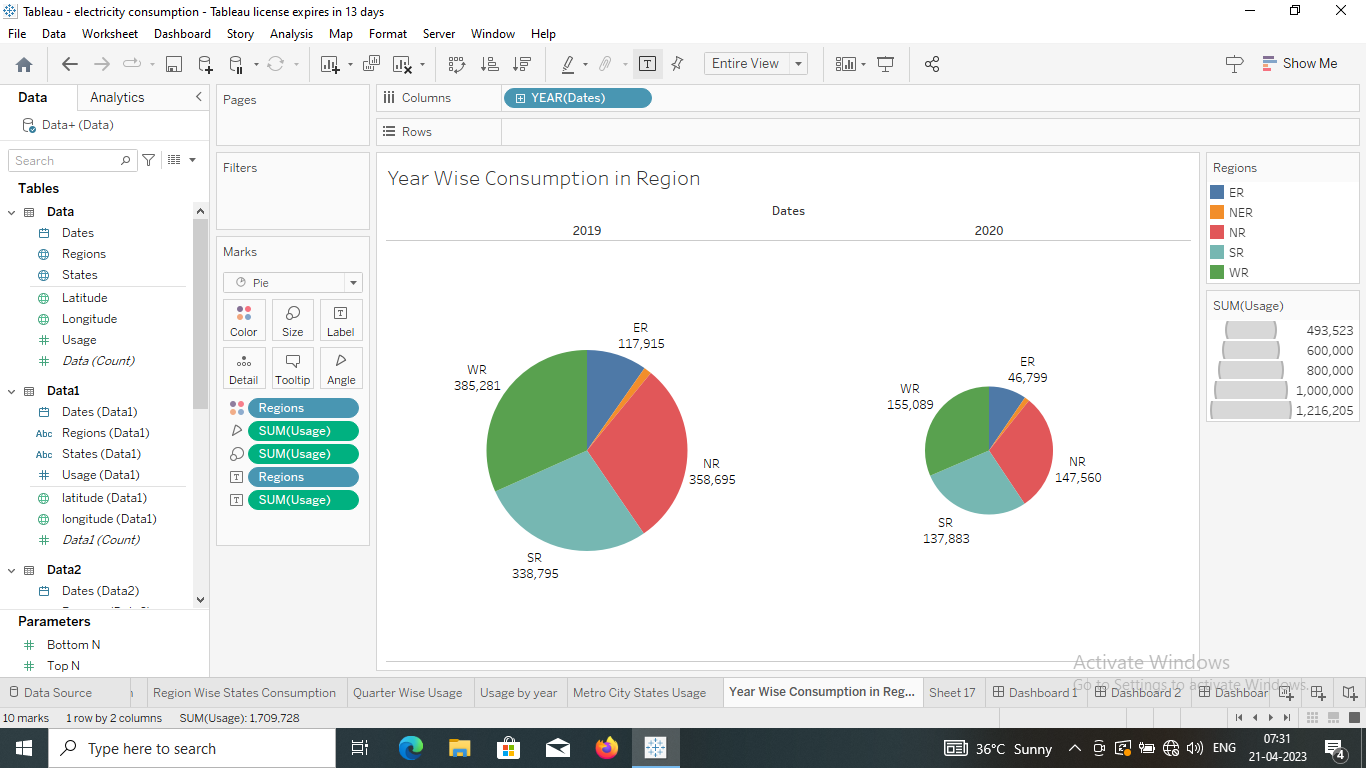 Tableau - electricity consumption - Tableau license expires in 13 days
File Data Worksheet Dashboard Story Analysis Map Format Server Window Help
Entire View
Show Me
Data Analytics
Data+ (Data)
Search
Tables
Data
Dates
Regions
States
Latitude
Longitude
Usage
Data (Count)
Data1
Dates (Data1)
Abc Regions (Data1)
Abc States (Data1)
Usage (Data1)
latitude (Data1)
longitude (Data1)
Data1 (Count)
Data2
Dates (Data2)
Parameters
Bottom N
Top N
Pages
Filters
Marks
Pie
Color Size Label
Detail Tooltip Angle
Regions
SUM(Usage)
SUM(Usage)
Regions
SUM(Usage)
Columns YEAR(Dates)
Rows
Year Wise Consumption in Region
Dates
2019 2020
ER
117,915
WR
385,281
NR
358,695
SR
338,795
ER
46,799
WR
155,089
NR
147,560
SR
137,883
Regions
ER
NER
NR
SR
WR
SUM(Usage)
493,523
600,000
800,000
1,000,000
1,216,205
Activate Windows
Go to Settings to activate Windows.
Data Source Region Wise States Consumption Quarter Wise Usage Usage by year Metro City States Usage Year Wise Consumption in Reg... Sheet 17 Dashboard 1 Dashboard 2 Dashboar
10 marks 1 row by 2 columns SUM(Usage): 1,709,728
Type here to search
36°C Sunny
ENG
07:31
21-04-2023
4